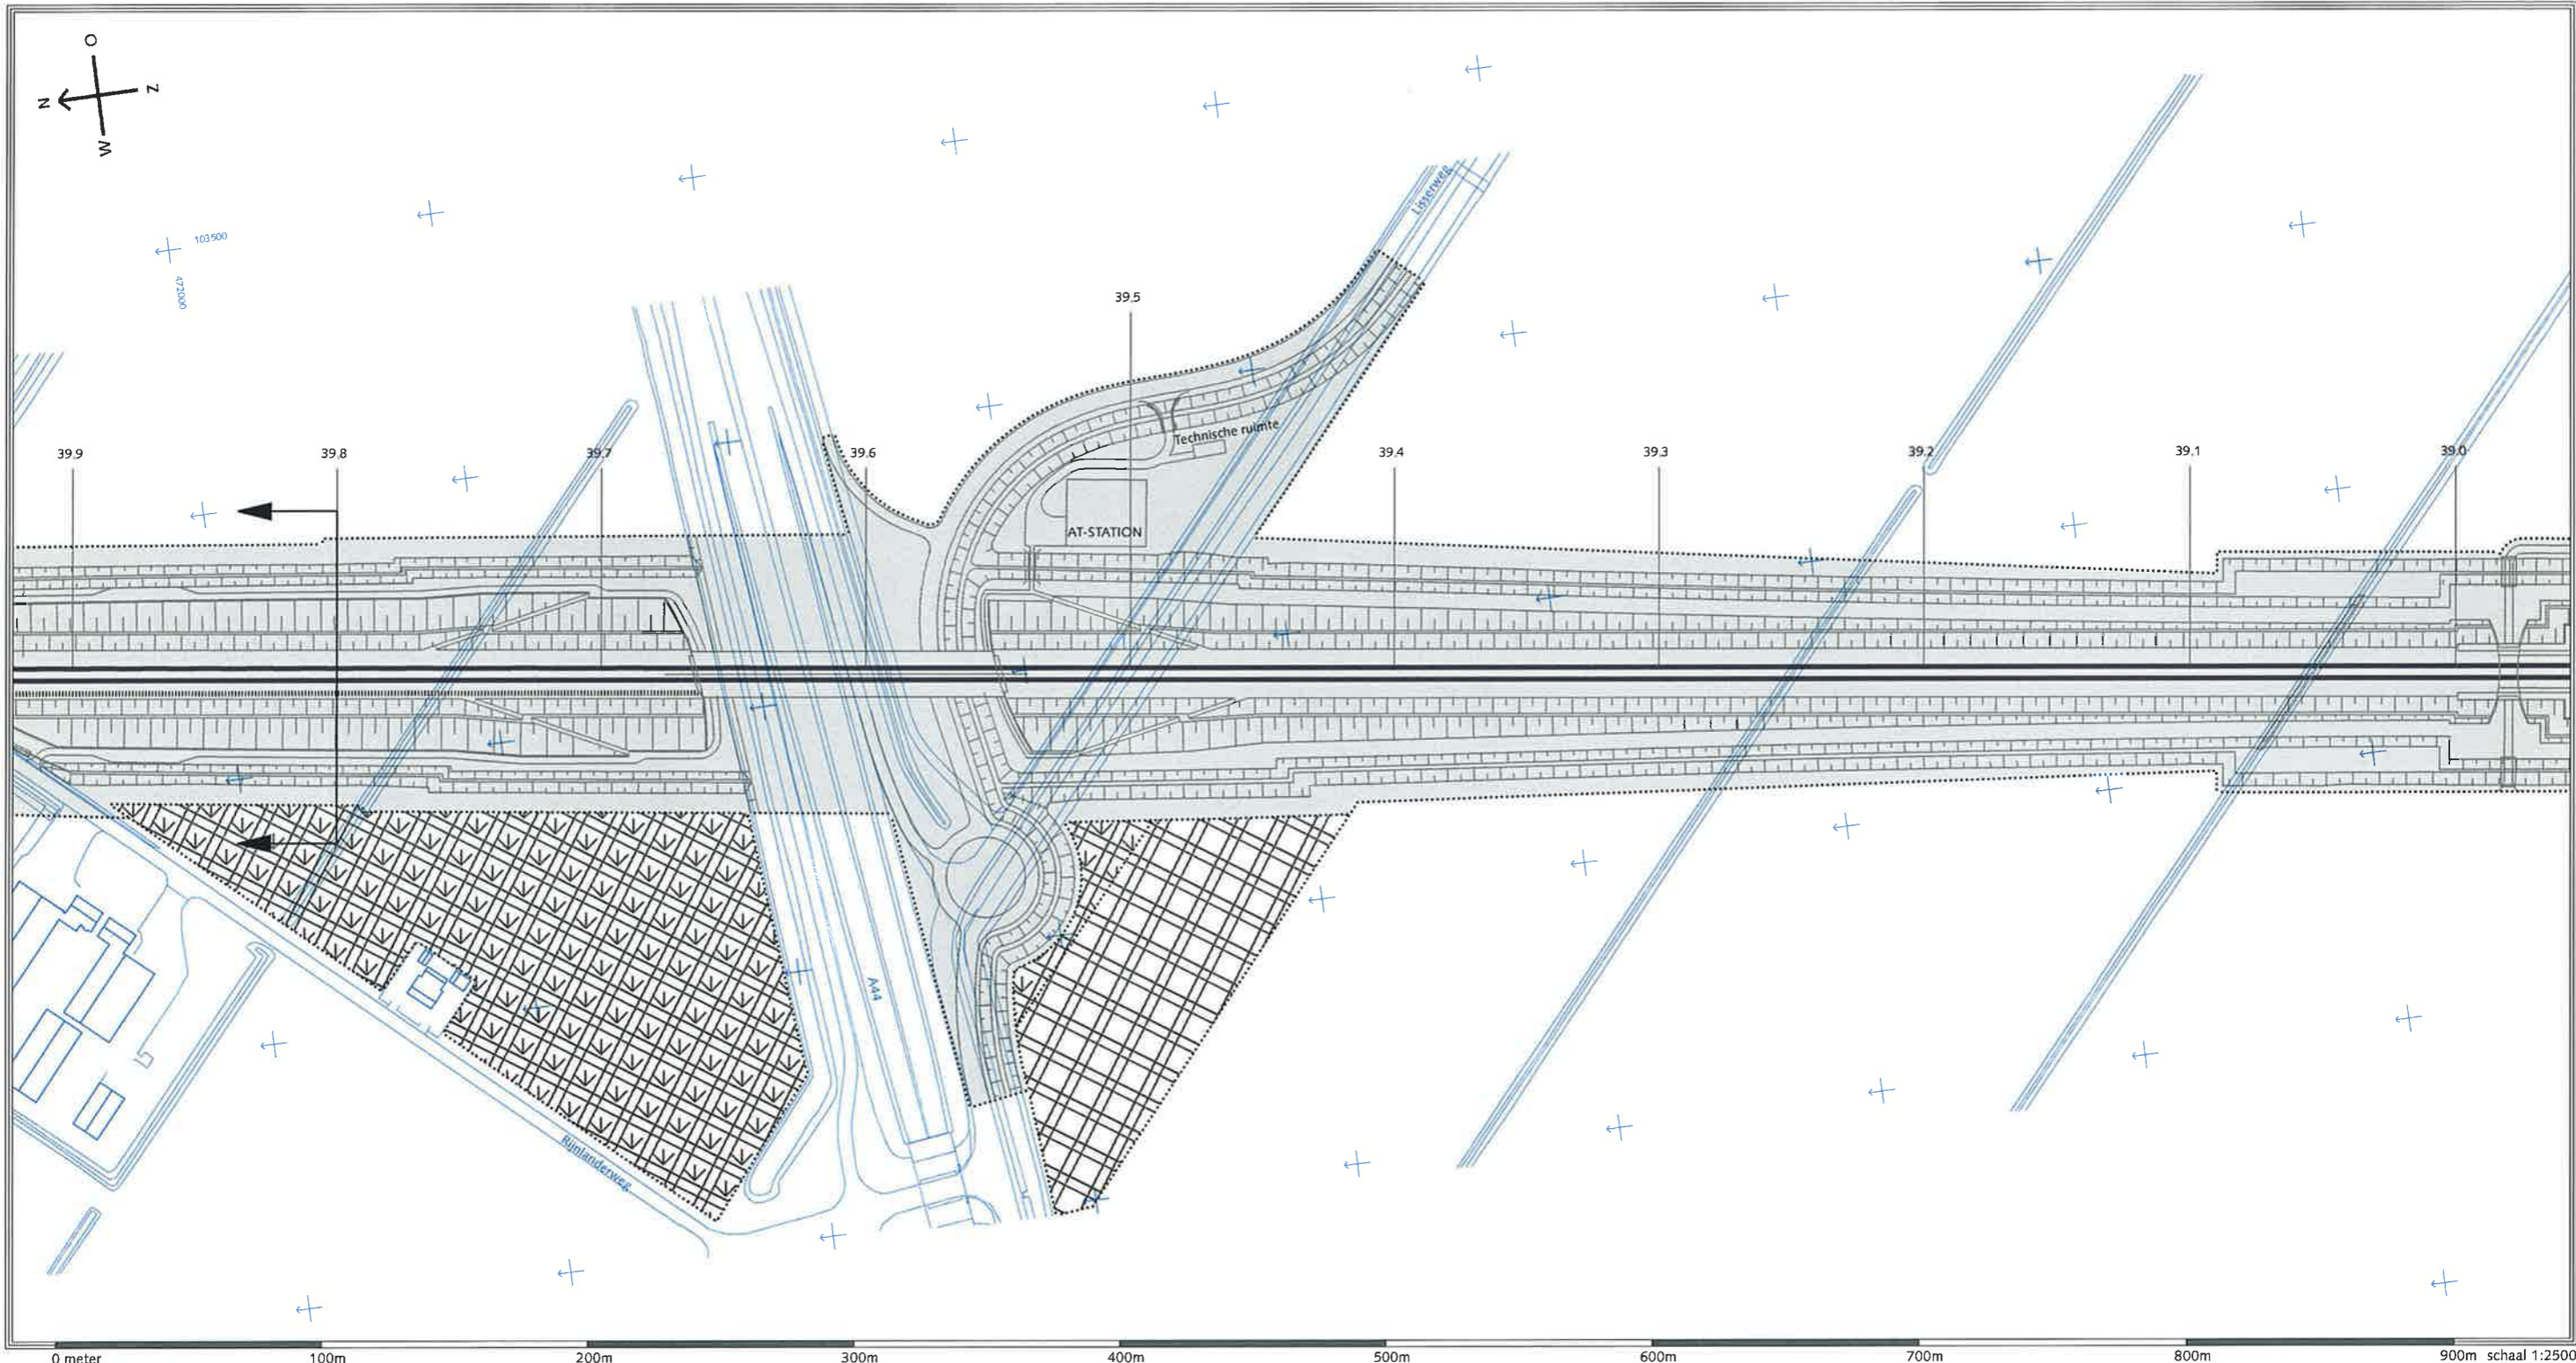 O
N
Z
W
103500
472000
Lisserweg
39.5
Technische ruimte
39.9
39.8
39.7
39.6
39.4
39.3
39.2
39.1
39.0
AT-STATION
A44
Rijnlanderweg
0 meter 100m 200m 300m 400m 500m 600m 700m 800m 900m schaal 1:2500